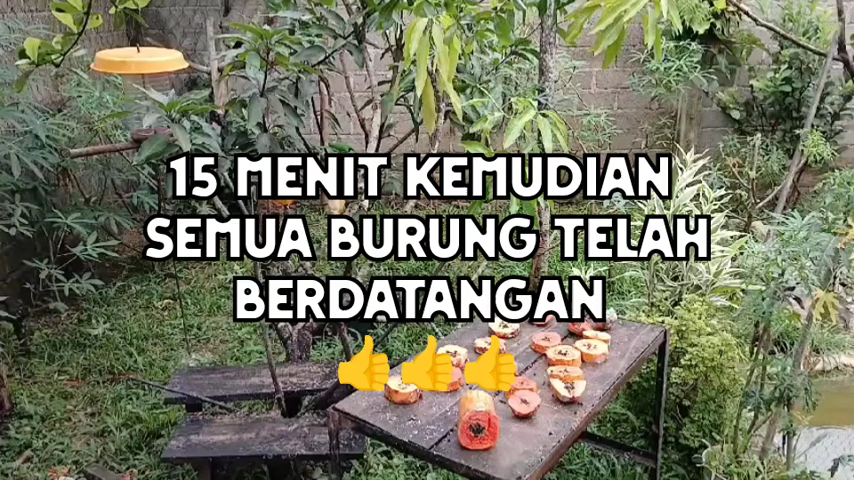 15 MENIT KEMUDIAN
SEMUA BURUNG TELAH
BERDATANGAN
👍👍👍